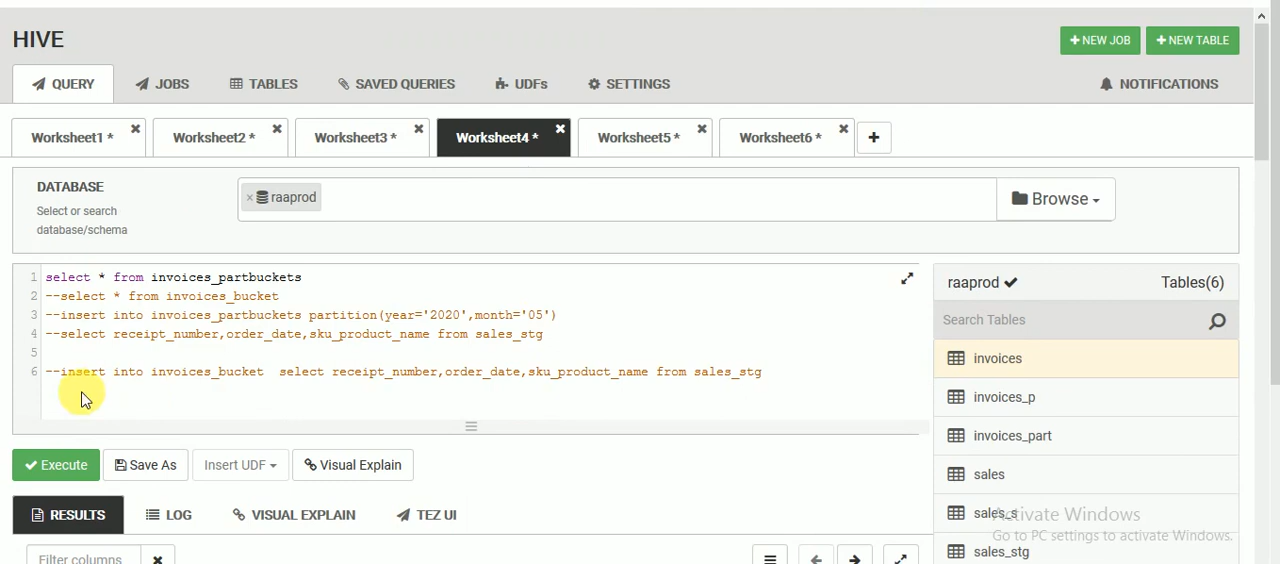 HIVE
NEW JOB NEW TABLE
QUERY JOBS TABLES SAVED QUERIES UDFs SETTINGS NOTIFICATIONS
Worksheet1 * Worksheet2 * Worksheet3 * Worksheet4 * Worksheet5 * Worksheet6 *
DATABASE
Select or search
database/schema
× raaprod
Browse
1 select * from invoices_partbuckets
2 --select * from invoices_bucket
3 --insert into invoices_partbuckets partition(year='2020',month='05')
4 --select receipt_number,order_date,sku_product_name from sales_stg
5
6 --insert into invoices_bucket  select receipt_number,order_date,sku_product_name from sales_stg
raaprod Tables(6)
Search Tables
invoices
invoices_p
invoices_part
sales
sales_s
sales_stg
Execute Save As Insert UDF Visual Explain
RESULTS LOG VISUAL EXPLAIN TEZ UI
Filter columns
Activate Windows
Go to PC settings to activate Windows.